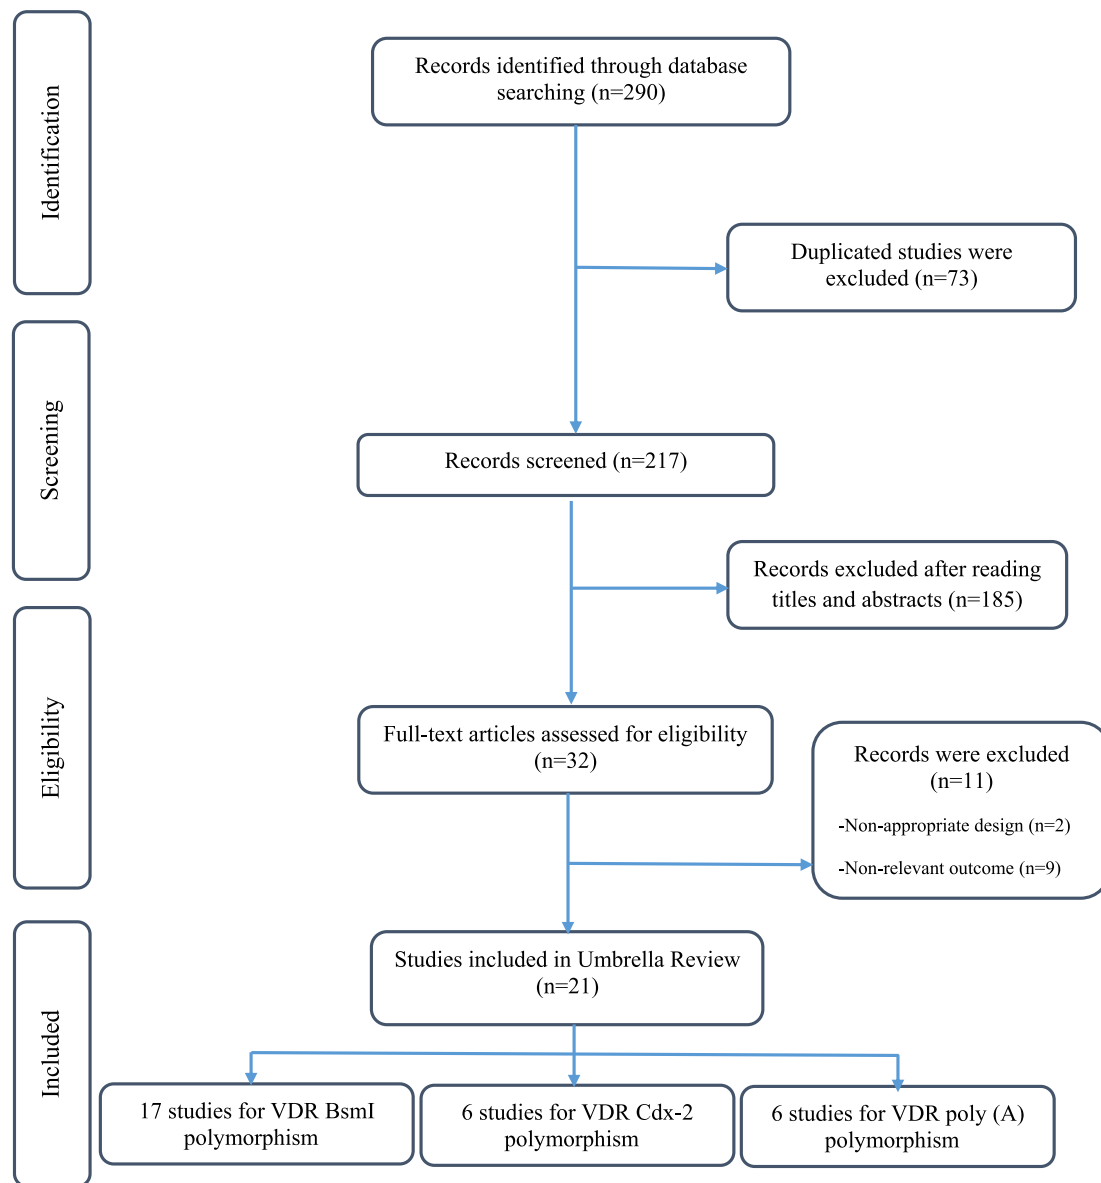 Identification
Records identified through database
searching (n=290)
Duplicated studies were
excluded (n=73)
Screening
Records screened (n=217)
Records excluded after reading
titles and abstracts (n=185)
Eligibility
Full-text articles assessed for eligibility
(n=32)
Records were excluded
(n=11)
-Non-appropriate design (n=2)
-Non-relevant outcome (n=9)
Included
Studies included in Umbrella Review
(n=21)
17 studies for VDR BsmI
polymorphism
6 studies for VDR Cdx-2
polymorphism
6 studies for VDR poly (A)
polymorphism